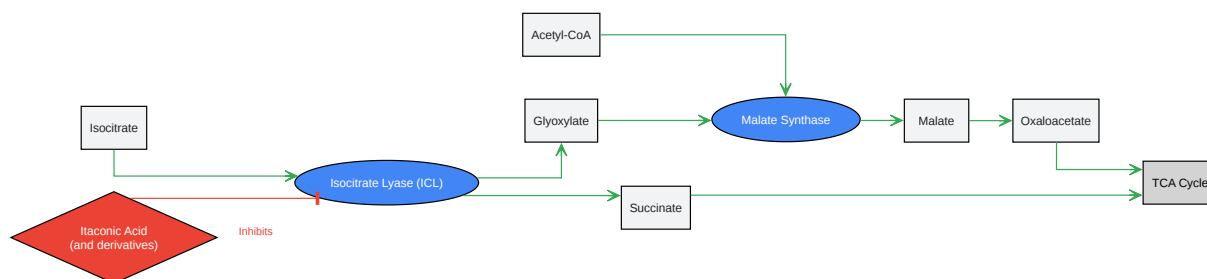 Acetyl-CoA
Isocitrate
Glyoxylate
Malate Synthase
Malate
Oxaloacetate
Isocitrate Lyase (ICL)
TCA Cycle
Succinate
Itaconic Acid
(and derivatives)
Inhibits